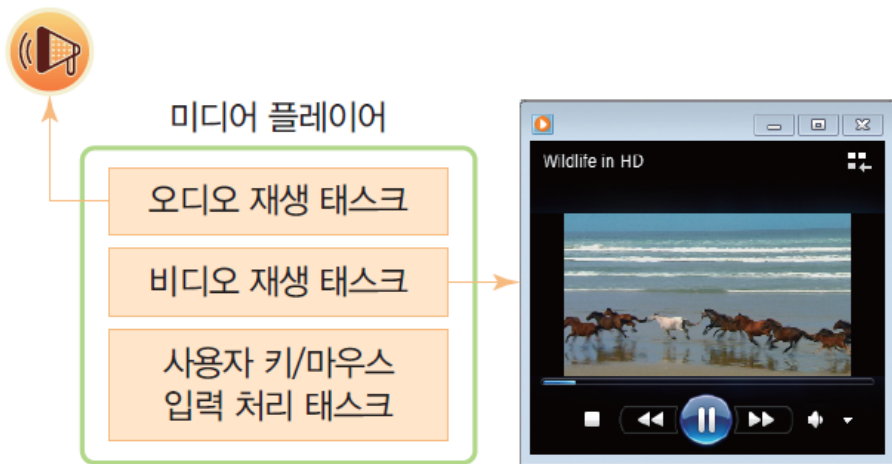 미디어 플레이어
오디오 재생 태스크
비디오 재생 태스크
사용자 키/마우스
입력 처리 태스크
Wildlife in HD